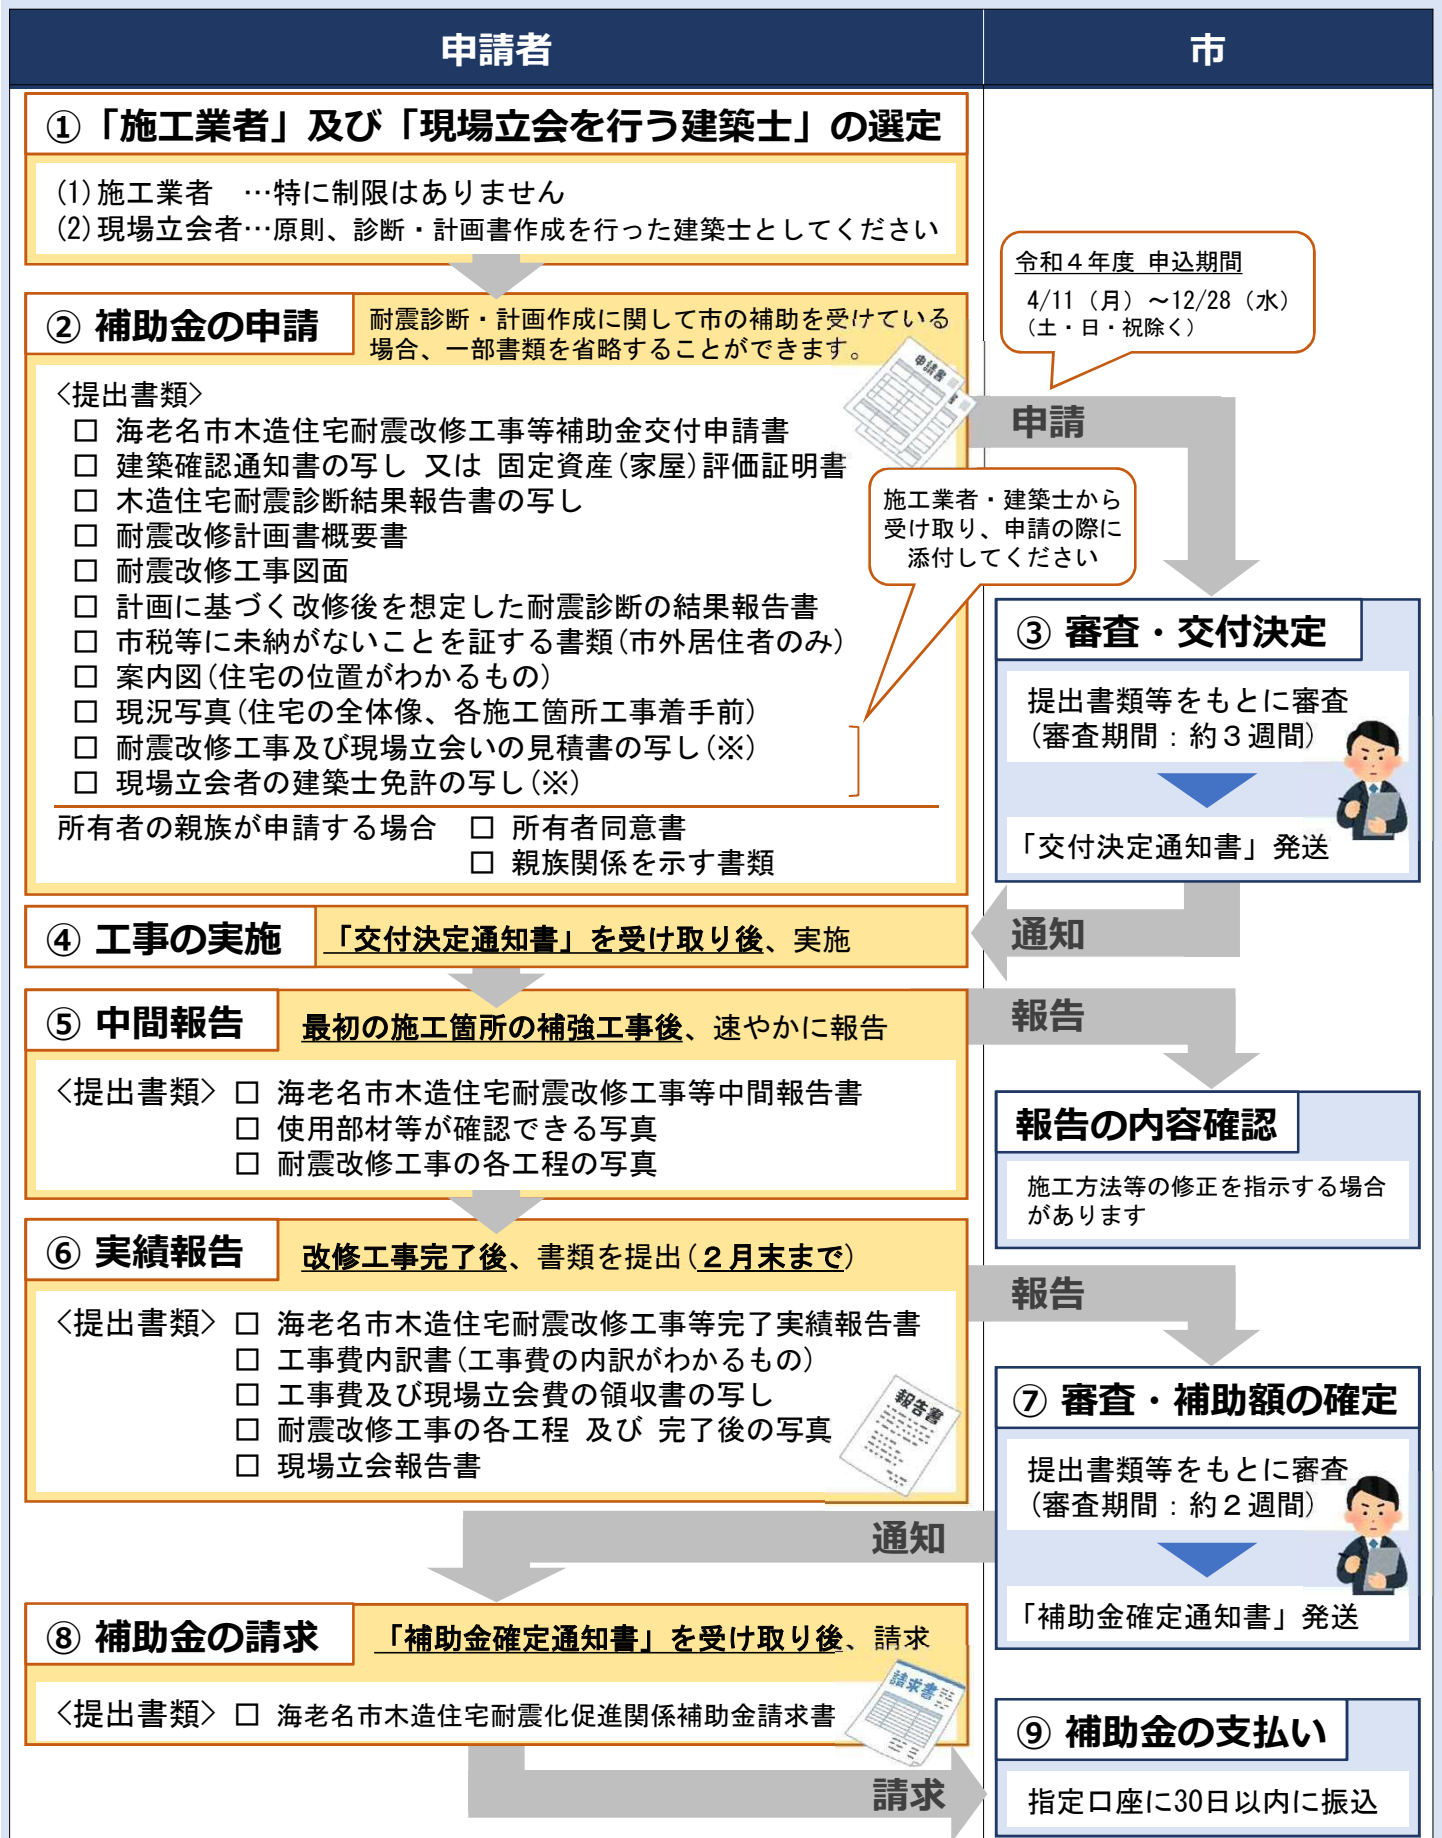 申請者
市
①「施工業者」及び「現場立会を行う建築士」の選定
(1)施工業者 …特に制限はありません
(2)現場立会者…原則、診断・計画書作成を行った建築士としてください
② 補助金の申請
耐震診断・計画作成に関して市の補助を受けている
場合、一部書類を省略することができます。
申請書
<提出書類>
□ 海老名市木造住宅耐震改修工事等補助金交付申請書
□ 建築確認通知書の写し 又は 固定資産(家屋)評価証明書
□ 木造住宅耐震診断結果報告書の写し
□ 耐震改修計画書概要書
□ 耐震改修工事図面
□ 計画に基づく改修後を想定した耐震診断の結果報告書
□ 市税等に未納がないことを証する書類(市外居住者のみ)
□ 案内図(住宅の位置がわかるもの)
□ 現況写真(住宅の全体像、各施工箇所工事着手前)
□ 耐震改修工事及び現場立会いの見積書の写し(※)
□ 現場立会者の建築士免許の写し(※)
所有者の親族が申請する場合 □ 所有者同意書
□ 親族関係を示す書類
施工業者・建築士から
受け取り、申請の際に
添付してください
令和4年度 申込期間
4/11(月)～12/28(水)
(土・日・祝除く)
申請
③ 審査・交付決定
提出書類等をもとに審査
(審査期間：約3週間)
「交付決定通知書」発送
通知
④ 工事の実施
「交付決定通知書」を受け取り後、実施
⑤ 中間報告
最初の施工箇所の補強工事後、速やかに報告
<提出書類> □ 海老名市木造住宅耐震改修工事等中間報告書
□ 使用部材等が確認できる写真
□ 耐震改修工事の各工程の写真
報告
報告の内容確認
施工方法等の修正を指示する場合
があります
⑥ 実績報告
改修工事完了後、書類を提出(2月末まで)
<提出書類> □ 海老名市木造住宅耐震改修工事等完了実績報告書
□ 工事費内訳書(工事費の内訳がわかるもの)
□ 工事費及び現場立会費の領収書の写し
□ 耐震改修工事の各工程 及び 完了後の写真
□ 現場立会報告書
報告書
報告
⑦ 審査・補助額の確定
提出書類等をもとに審査
(審査期間：約2週間)
「補助金確定通知書」発送
通知
⑧ 補助金の請求
「補助金確定通知書」を受け取り後、請求
<提出書類> □ 海老名市木造住宅耐震化促進関係補助金請求書
請求書
請求
⑨ 補助金の支払い
指定口座に30日以内に振込